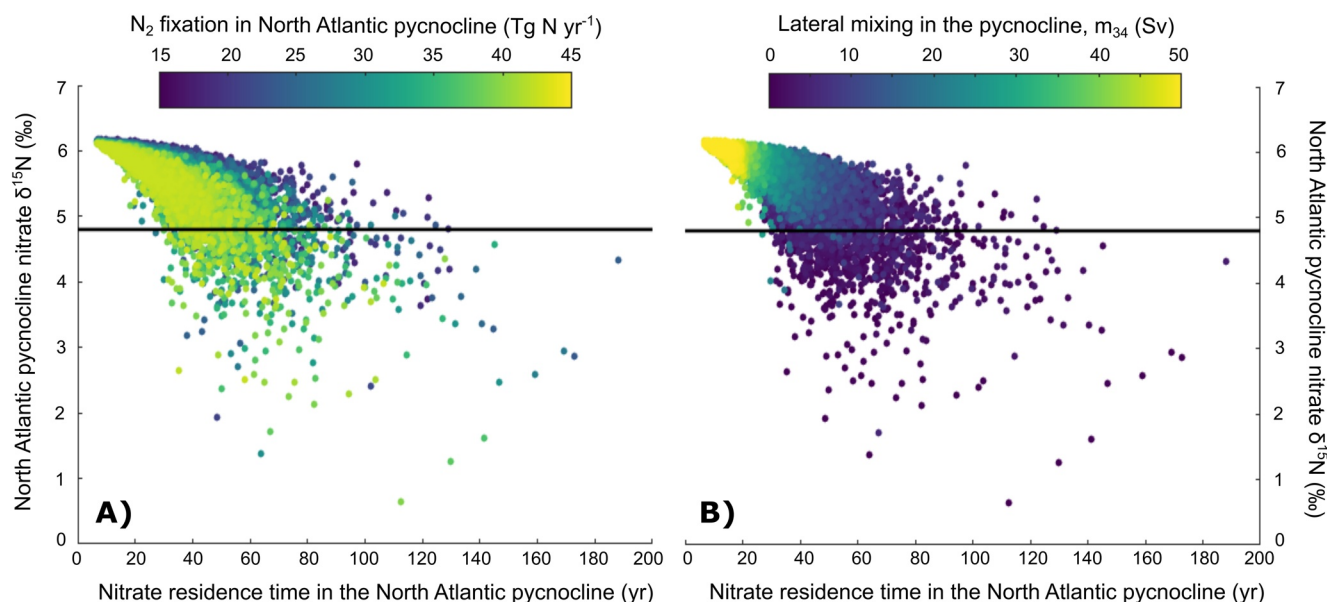 N₂ fixation in North Atlantic pycnocline (Tg N yr⁻¹)
15 20 25 30 35 40 45
North Atlantic pycnocline nitrate δ¹⁵N (‰)
7
6
5
4
3
2
1
0
A)
0 20 40 60 80 100 120 140 160 180 200
Nitrate residence time in the North Atlantic pycnocline (yr)
Lateral mixing in the pycnocline, m₃₄ (Sv)
0 10 20 30 40 50
B)
0 20 40 60 80 100 120 140 160 180 200
Nitrate residence time in the North Atlantic pycnocline (yr)
7
6
5
4
3
2
1
0
North Atlantic pycnocline nitrate δ¹⁵N (‰)